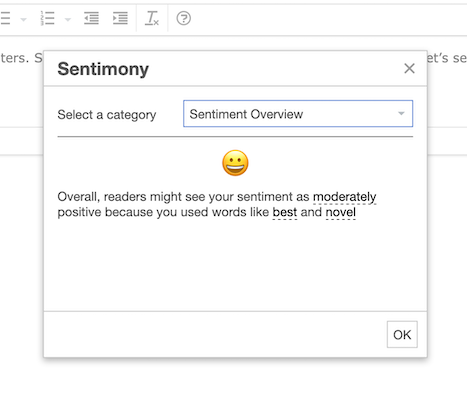 ters. S
et's se
Sentimony
Select a category
Sentiment Overview
Overall, readers might see your sentiment as moderately
positive because you used words like best and novel
OK